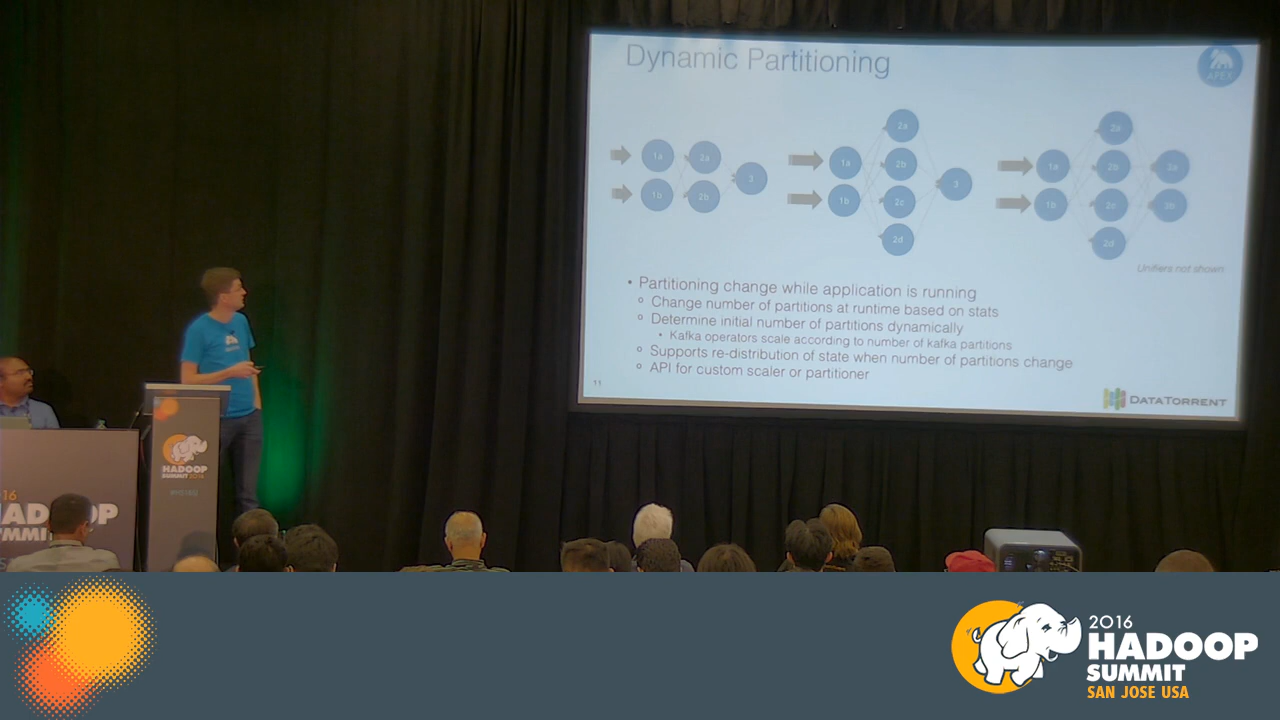 Dynamic Partitioning
APEX
1a
2a
1b
2b
3
1a
1b
2a
2b
2c
2d
3
1a
1b
2a
2b
2c
2d
3a
3b
Unifiers not shown
• Partitioning change while application is running
o Change number of partitions at runtime based on stats
o Determine initial number of partitions dynamically
• Kafka operators scale according to number of kafka partitions
o Supports re-distribution of state when number of partitions change
o API for custom scaler or partitioner
11
DATATORRENT
HADOOP
SUMMIT 2016
16
ADOOP
MMI
2016
HADOOP
SUMMIT
SAN JOSE USA